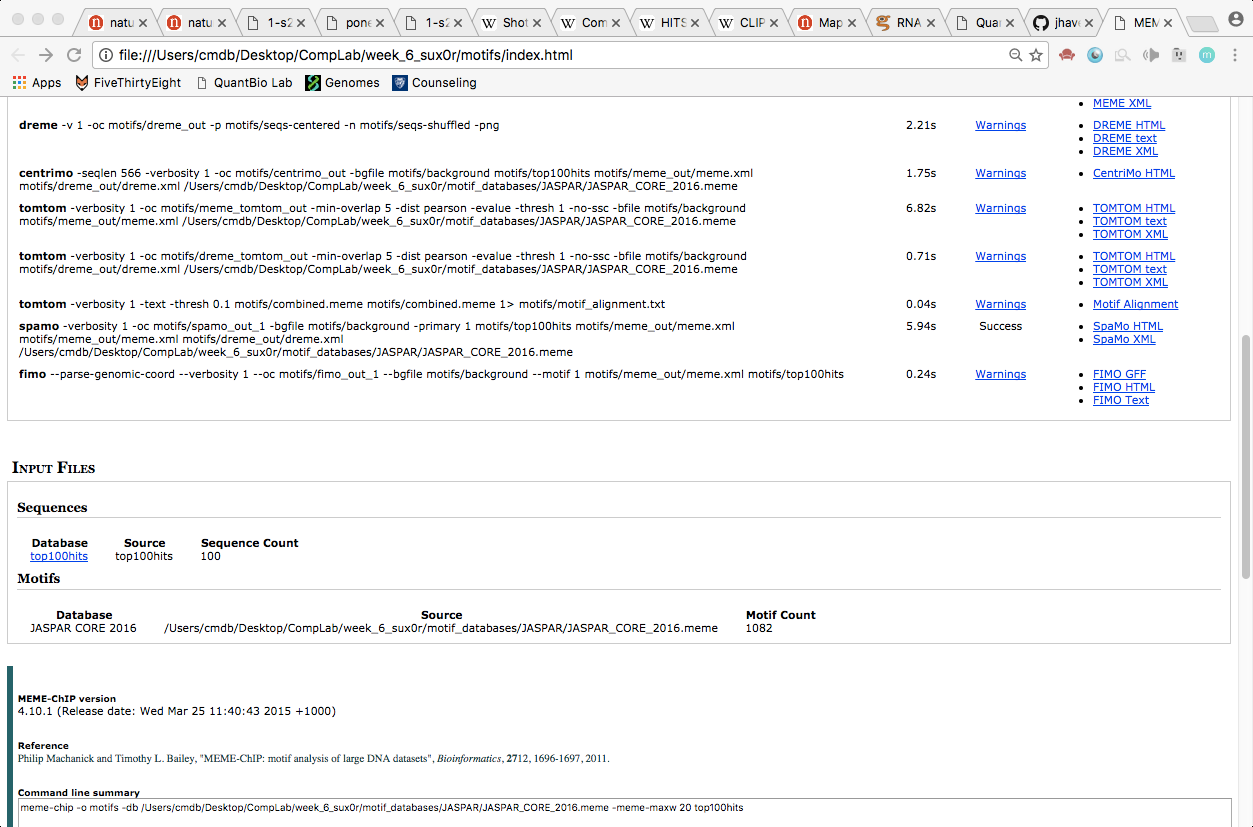 natu natu 1-s2 pone 1-s2 Shot Com HITS CLIP Map RNA Qua jhave MEM
file:///Users/cmdb/Desktop/CompLab/week_6_sux0r/motifs/index.html
Apps FiveThirtyEight QuantBio Lab Genomes Counseling
MEME XML
dreme -v 1 -oc motifs/dreme_out -p motifs/seqs-centered -n motifs/seqs-shuffled -png 2.21s Warnings DREME HTML
DREME text
DREME XML
centrimo -seqlen 566 -verbosity 1 -oc motifs/centrimo_out -bgfile motifs/background motifs/top100hits motifs/meme_out/meme.xml 1.75s Warnings CentriMo HTML
motifs/dreme_out/dreme.xml /Users/cmdb/Desktop/CompLab/week_6_sux0r/motif_databases/JASPAR/JASPAR_CORE_2016.meme
tomtom -verbosity 1 -oc motifs/meme_tomtom_out -min-overlap 5 -dist pearson -evalue -thresh 1 -no-ssc -bfile motifs/background 6.82s Warnings TOMTOM HTML
motifs/meme_out/meme.xml /Users/cmdb/Desktop/CompLab/week_6_sux0r/motif_databases/JASPAR/JASPAR_CORE_2016.meme TOMTOM text
TOMTOM XML
tomtom -verbosity 1 -oc motifs/dreme_tomtom_out -min-overlap 5 -dist pearson -evalue -thresh 1 -no-ssc -bfile motifs/background 0.71s Warnings TOMTOM HTML
motifs/dreme_out/dreme.xml /Users/cmdb/Desktop/CompLab/week_6_sux0r/motif_databases/JASPAR/JASPAR_CORE_2016.meme TOMTOM text
TOMTOM XML
tomtom -verbosity 1 -text -thresh 0.1 motifs/combined.meme motifs/combined.meme 1> motifs/motif_alignment.txt 0.04s Warnings Motif Alignment
spamo -verbosity 1 -oc motifs/spamo_out_1 -bgfile motifs/background -primary 1 motifs/top100hits motifs/meme_out/meme.xml 5.94s Success SpaMo HTML
motifs/meme_out/meme.xml motifs/dreme_out/dreme.xml SpaMo XML
/Users/cmdb/Desktop/CompLab/week_6_sux0r/motif_databases/JASPAR/JASPAR_CORE_2016.meme
fimo --parse-genomic-coord --verbosity 1 --oc motifs/fimo_out_1 --bgfile motifs/background --motif 1 motifs/meme_out/meme.xml motifs/top100hits 0.24s Warnings FIMO GFF
FIMO HTML
FIMO Text
Input Files
Sequences
Database Source Sequence Count
top100hits top100hits 100
Motifs
Database Source Motif Count
JASPAR CORE 2016 /Users/cmdb/Desktop/CompLab/week_6_sux0r/motif_databases/JASPAR/JASPAR_CORE_2016.meme 1082
MEME-ChIP version
4.10.1 (Release date: Wed Mar 25 11:40:43 2015 +1000)
Reference
Philip Machanick and Timothy L. Bailey, "MEME-ChIP: motif analysis of large DNA datasets", Bioinformatics, 2712, 1696-1697, 2011.
Command line summary
meme-chip -o motifs -db /Users/cmdb/Desktop/CompLab/week_6_sux0r/motif_databases/JASPAR/JASPAR_CORE_2016.meme -meme-maxw 20 top100hits